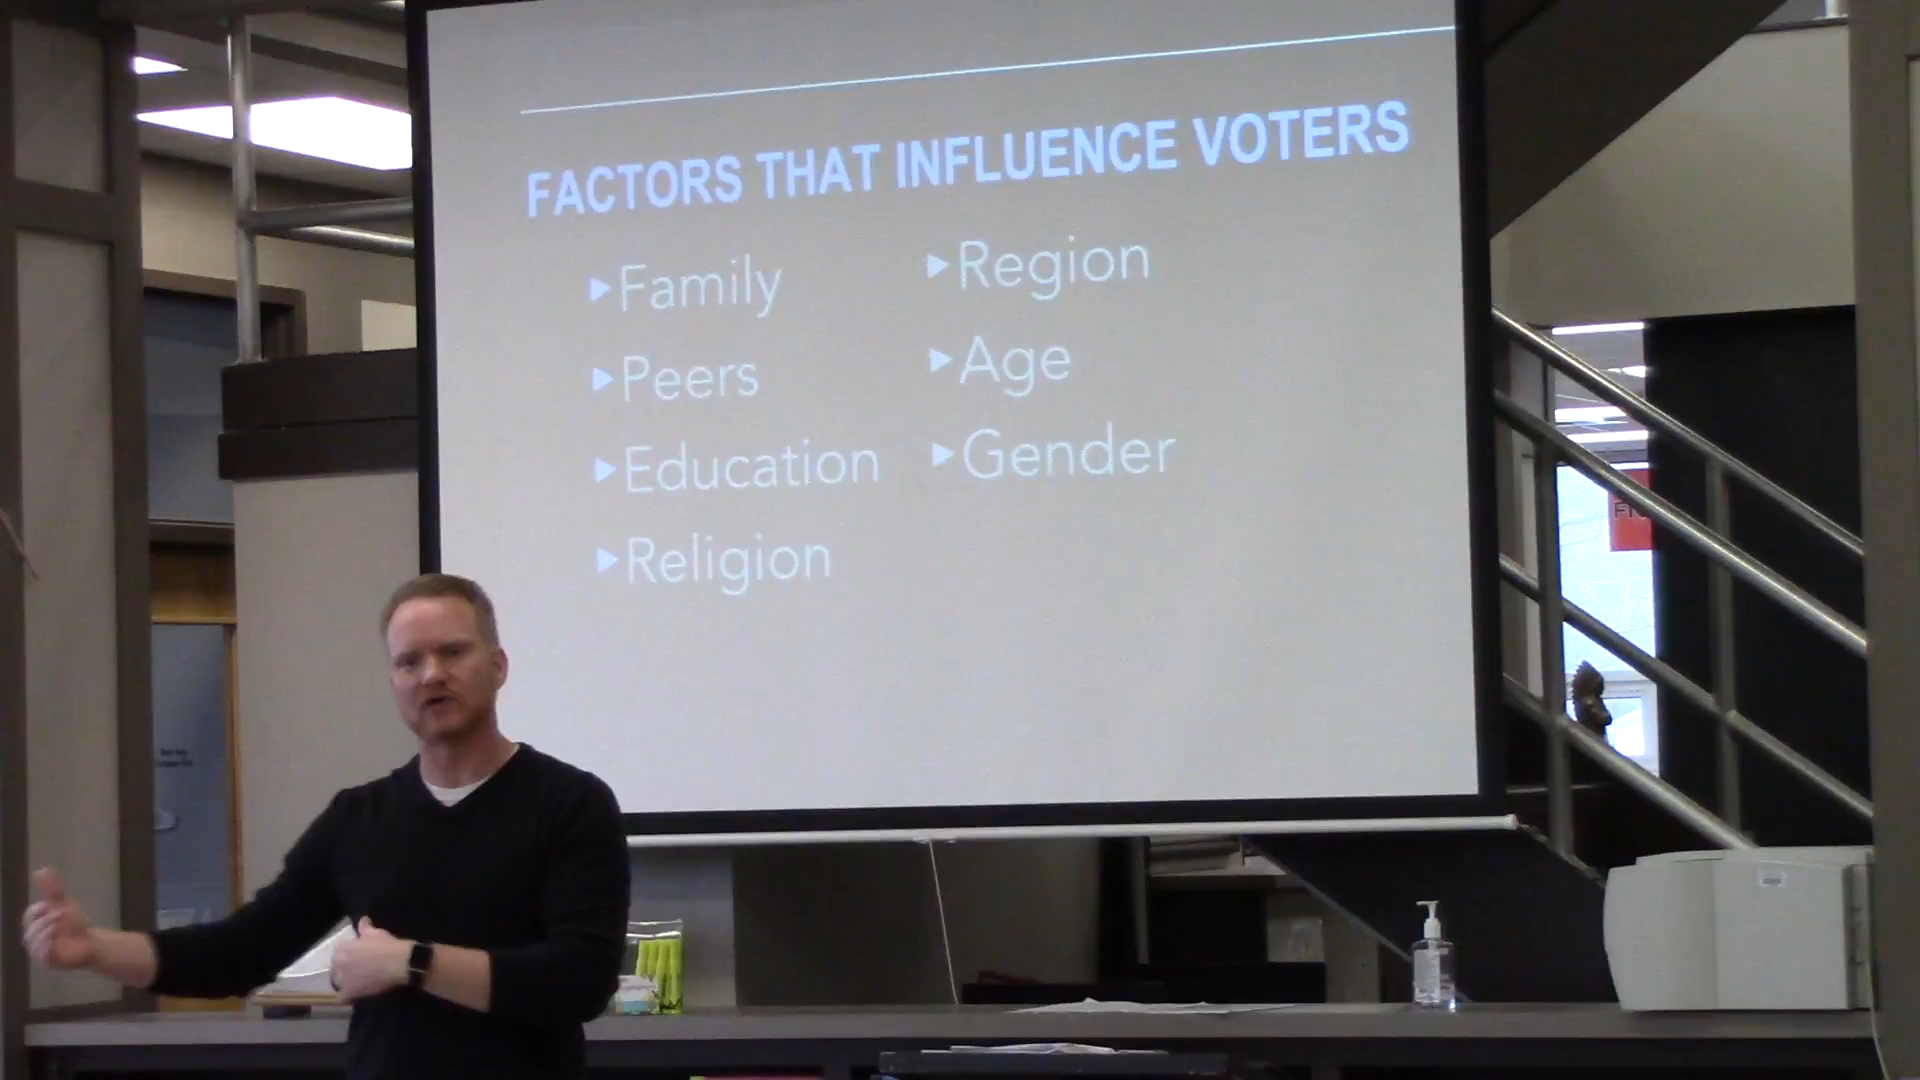 FACTORS THAT INFLUENCE VOTERS
Family
Peers
Education
Religion
Region
Age
Gender